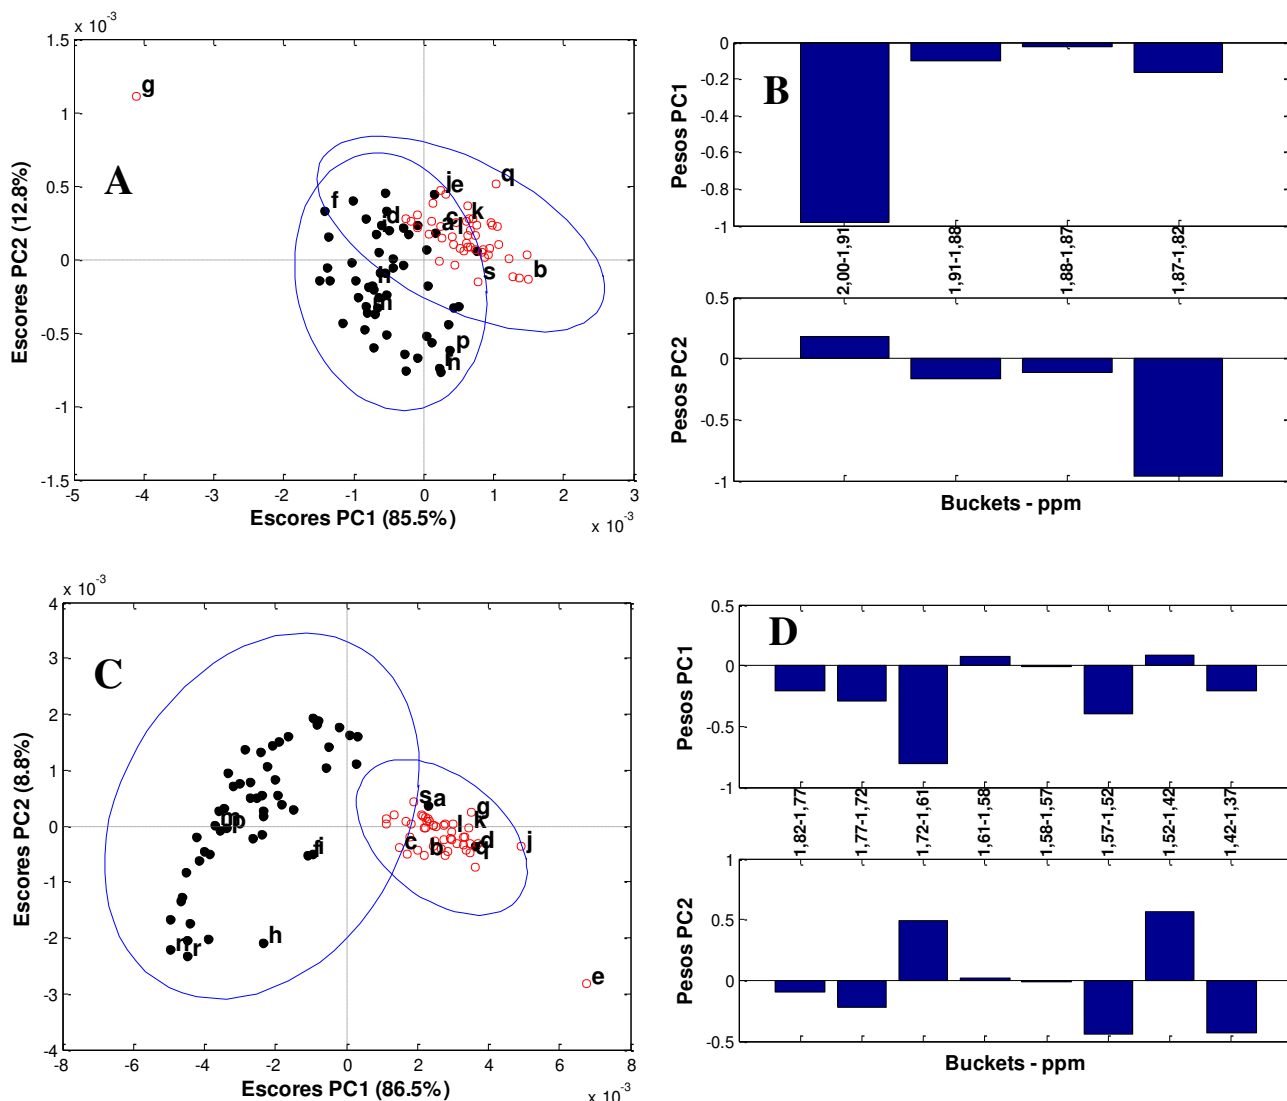 x 10-3
1.5
1
0.5
0
-0.5
-1
-1.5
-5
-4
-3
-2
-1
0
1
2
3
x 10-3
Escores PC1 (85.5%)
Escores PC2 (12.8%)
A
g
f
d
j
e
q
c
k
a
l
s
b
h
m
p
n
B
0
-0.2
-0.4
-0.6
-0.8
-1
Pesos PC1
2,00-1,91
1,91-1,88
1,88-1,87
1,87-1,82
0.5
0
-0.5
-1
Pesos PC2
Buckets - ppm
x 10-3
4
3
2
1
0
-1
-2
-3
-4
-8
-6
-4
-2
0
2
4
6
8
x 10-3
Escores PC1 (86.5%)
Escores PC2 (8.8%)
C
s
a
g
l
k
c
b
d
q
j
m
p
f
i
n
r
h
e
D
0.5
0
-0.5
-1
Pesos PC1
1,82-1,77
1,77-1,72
1,72-1,61
1,61-1,58
1,58-1,57
1,57-1,52
1,52-1,42
1,42-1,37
1
0.5
0
-0.5
Pesos PC2
Buckets - ppm